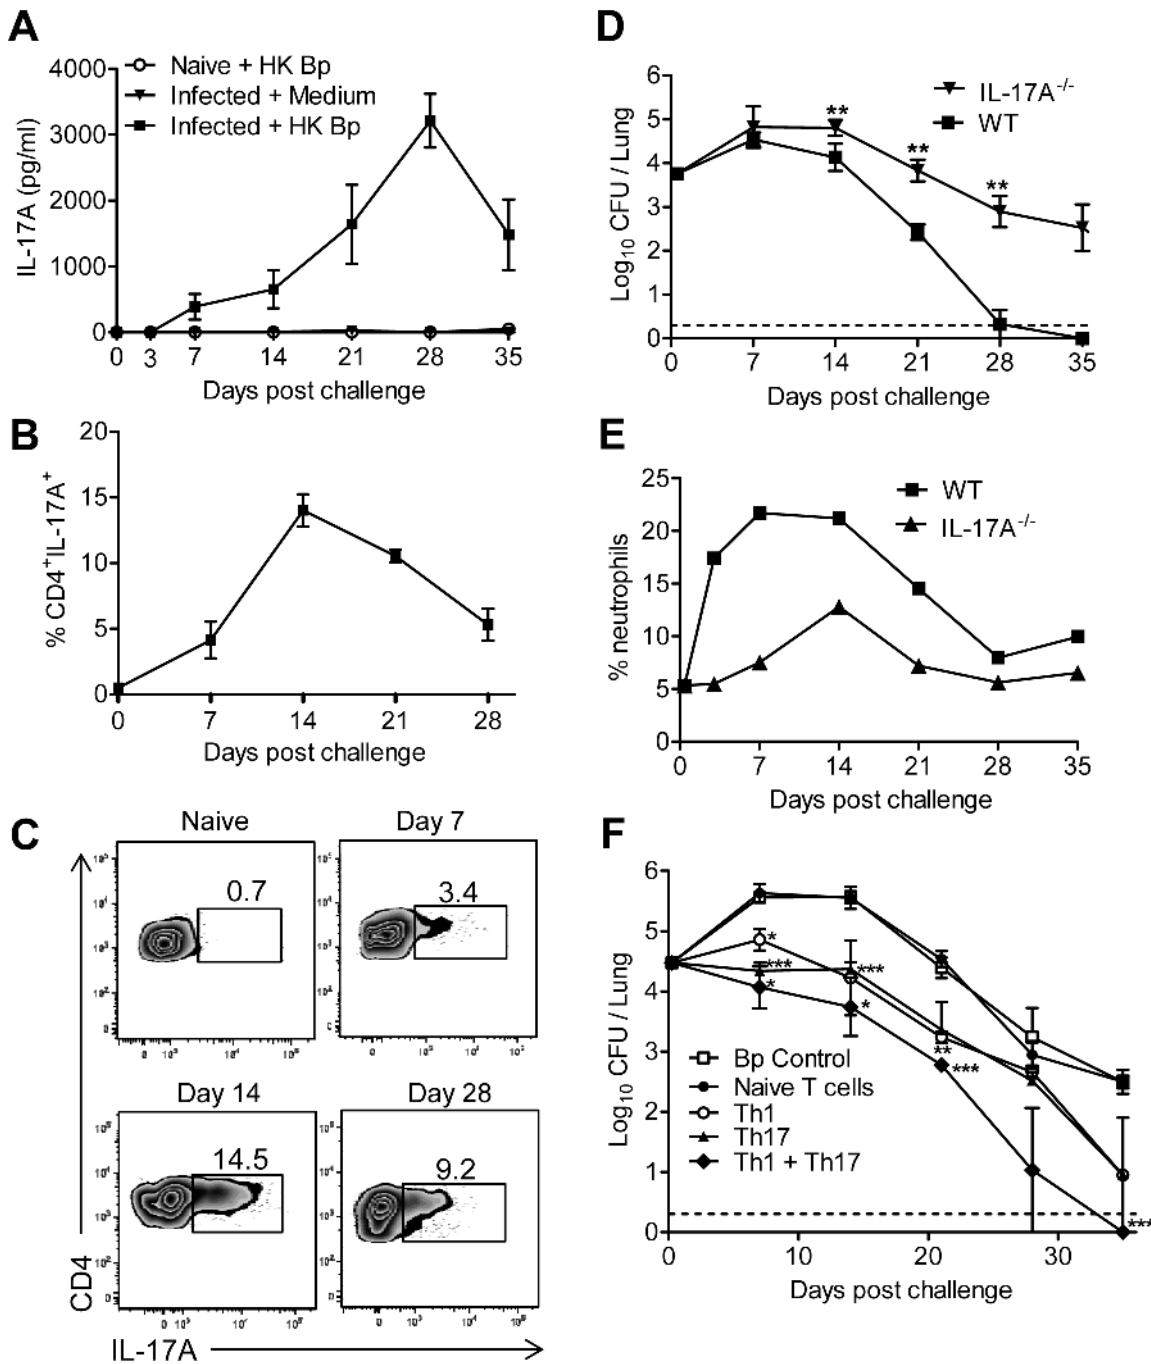 A
Naive + HK Bp
Infected + Medium
Infected + HK Bp
IL-17A (pg/ml)
4000
3000
2000
1000
0
0 3 7 14 21 28 35
Days post challenge
B
% CD4+IL-17A+
20
15
10
5
0
0 7 14 21 28
Days post challenge
C
Naive
Day 7
0.7
3.4
Day 14
Day 28
14.5
9.2
CD4
IL-17A
D
IL-17A-/-
WT
Log10 CFU / Lung
6
5
4
3
2
1
0
** ** **
0 7 14 21 28 35
Days post challenge
E
WT
IL-17A-/-
% neutrophils
25
20
15
10
5
0
0 7 14 21 28 35
Days post challenge
F
Log10 CFU / Lung
6
5
4
3
2
1
0
*
***
*
***
*
**
***
***
Bp Control
Naive T cells
Th1
Th17
Th1 + Th17
0 10 20 30
Days post challenge